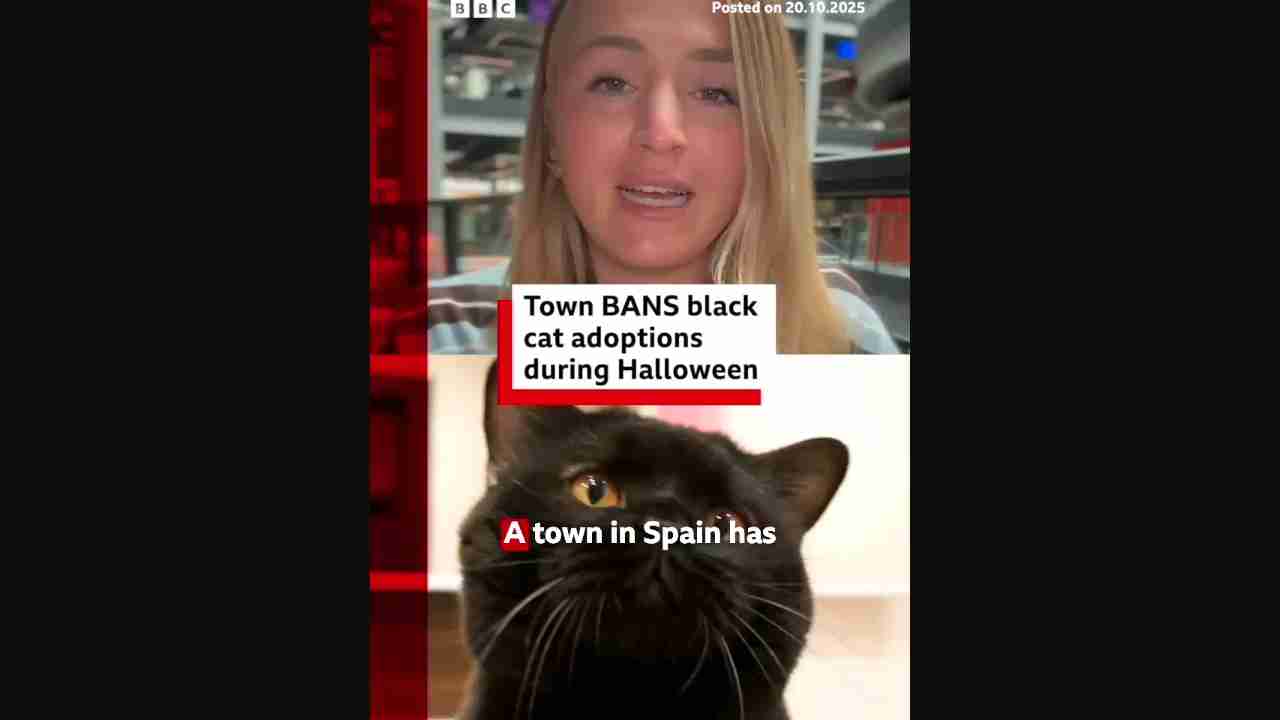 BBC
Posted on 20.10.2025
Town BANS black
cat adoptions
during Halloween
A town in Spain has